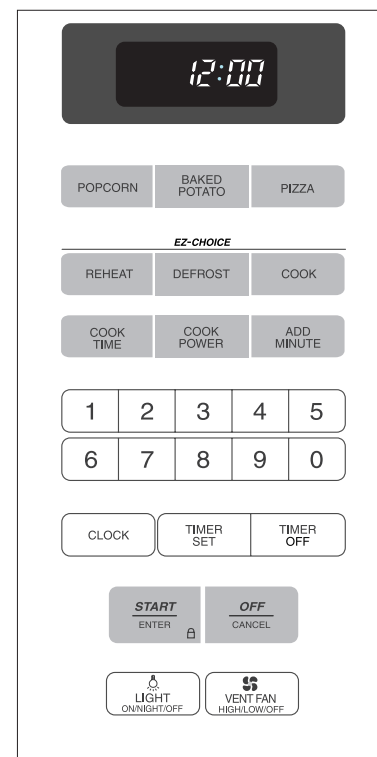 12:00
POPCORN
BAKED
POTATO
PIZZA
EZ-CHOICE
REHEAT
DEFROST
COOK
COOK
TIME
COOK
POWER
ADD
MINUTE
1 2 3 4 5
6 7 8 9 0
CLOCK
TIMER
SET
TIMER
OFF
START
ENTER
OFF
CANCEL
LIGHT
ON/NIGHT/OFF
VENT FAN
HIGH/LOW/OFF